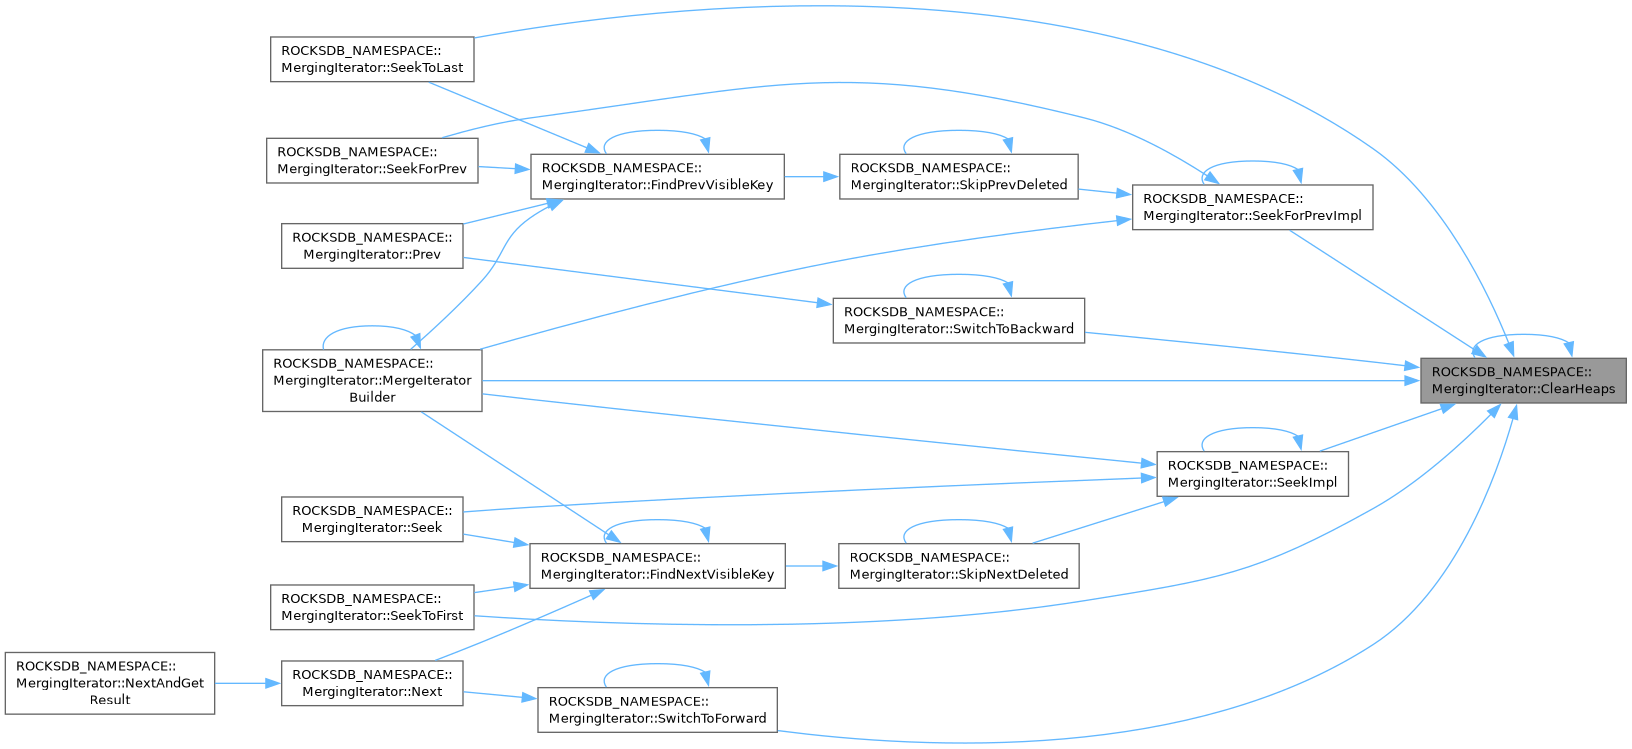 ROCKSDB_NAMESPACE::
MergingIterator::SeekToLast
ROCKSDB_NAMESPACE::
MergingIterator::SeekForPrev
ROCKSDB_NAMESPACE::
MergingIterator::FindPrevVisibleKey
ROCKSDB_NAMESPACE::
MergingIterator::SkipPrevDeleted
ROCKSDB_NAMESPACE::
MergingIterator::SeekForPrevImpl
ROCKSDB_NAMESPACE::
MergingIterator::Prev
ROCKSDB_NAMESPACE::
MergingIterator::SwitchToBackward
ROCKSDB_NAMESPACE::
MergingIterator::MergeIterator
Builder
ROCKSDB_NAMESPACE::
MergingIterator::ClearHeaps
ROCKSDB_NAMESPACE::
MergingIterator::SeekImpl
ROCKSDB_NAMESPACE::
MergingIterator::Seek
ROCKSDB_NAMESPACE::
MergingIterator::FindNextVisibleKey
ROCKSDB_NAMESPACE::
MergingIterator::SkipNextDeleted
ROCKSDB_NAMESPACE::
MergingIterator::SeekToFirst
ROCKSDB_NAMESPACE::
MergingIterator::NextAndGet
Result
ROCKSDB_NAMESPACE::
MergingIterator::Next
ROCKSDB_NAMESPACE::
MergingIterator::SwitchToForward